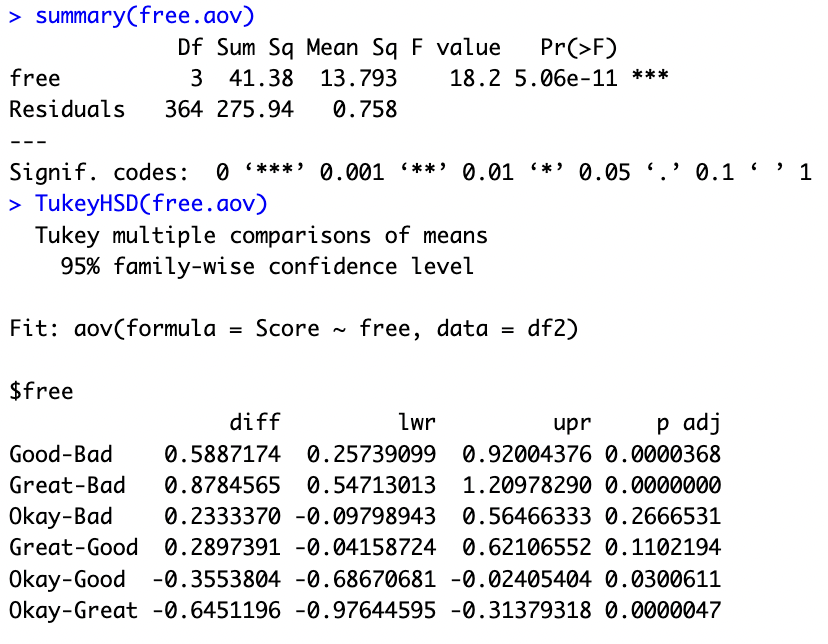 > summary(free.aov)
             Df Sum Sq Mean Sq F value   Pr(>F)
free          3  41.38  13.793    18.2 5.06e-11 ***
Residuals   364 275.94   0.758
---
Signif. codes:  0 ‘***’ 0.001 ‘**’ 0.01 ‘*’ 0.05 ‘.’ 0.1 ‘ ’ 1
> TukeyHSD(free.aov)
  Tukey multiple comparisons of means
    95% family-wise confidence level

Fit: aov(formula = Score ~ free, data = df2)

$free
                 diff         lwr         upr     p adj
Good-Bad    0.5887174  0.25739099  0.92004376 0.0000368
Great-Bad   0.8784565  0.54713013  1.20978290 0.0000000
Okay-Bad    0.2333370 -0.09798943  0.56466333 0.2666531
Great-Good  0.2897391 -0.04158724  0.62106552 0.1102194
Okay-Good  -0.3553804 -0.68670681 -0.02405404 0.0300611
Okay-Great -0.6451196 -0.97644595 -0.31379318 0.0000047